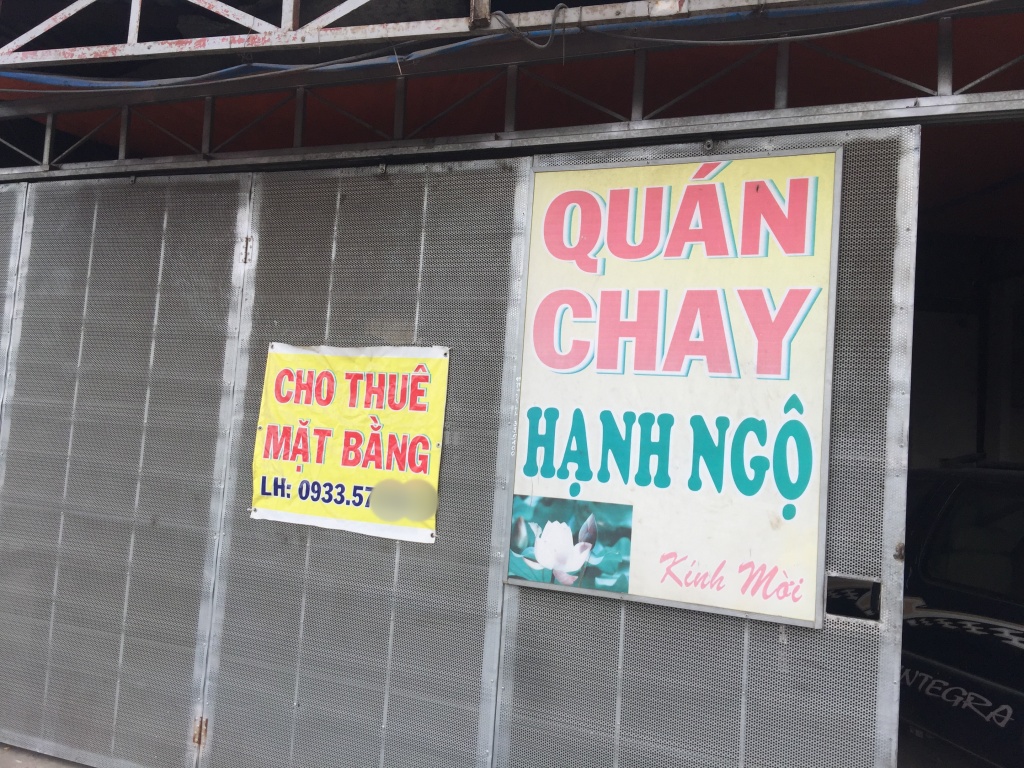 QUÁN
CHAY
HẠNH NGỘ
Kính Mời
CHO THUÊ
MẶT BẰNG
LH: 0933.57
INTEGRA